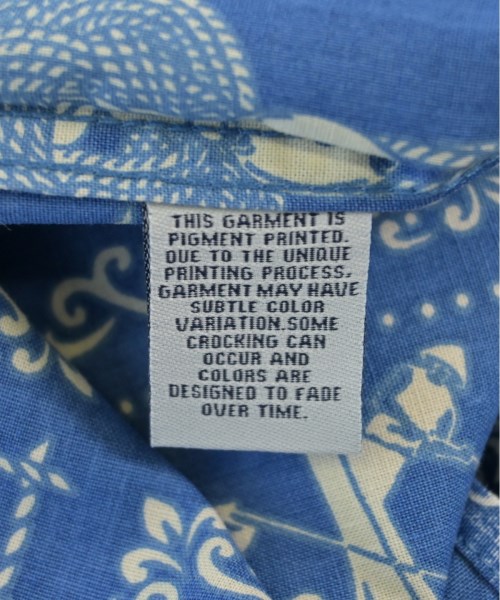 THIS GARMENT IS
PIGMENT PRINTED.
DUE TO THE UNIQUE
PRINTING PROCESS,
GARMENT MAY HAVE
SUBTLE COLOR
VARIATION.SOME
CROCKING CAN
OCCUR AND
COLORS ARE
DESIGNED TO FADE
OVER TIME.